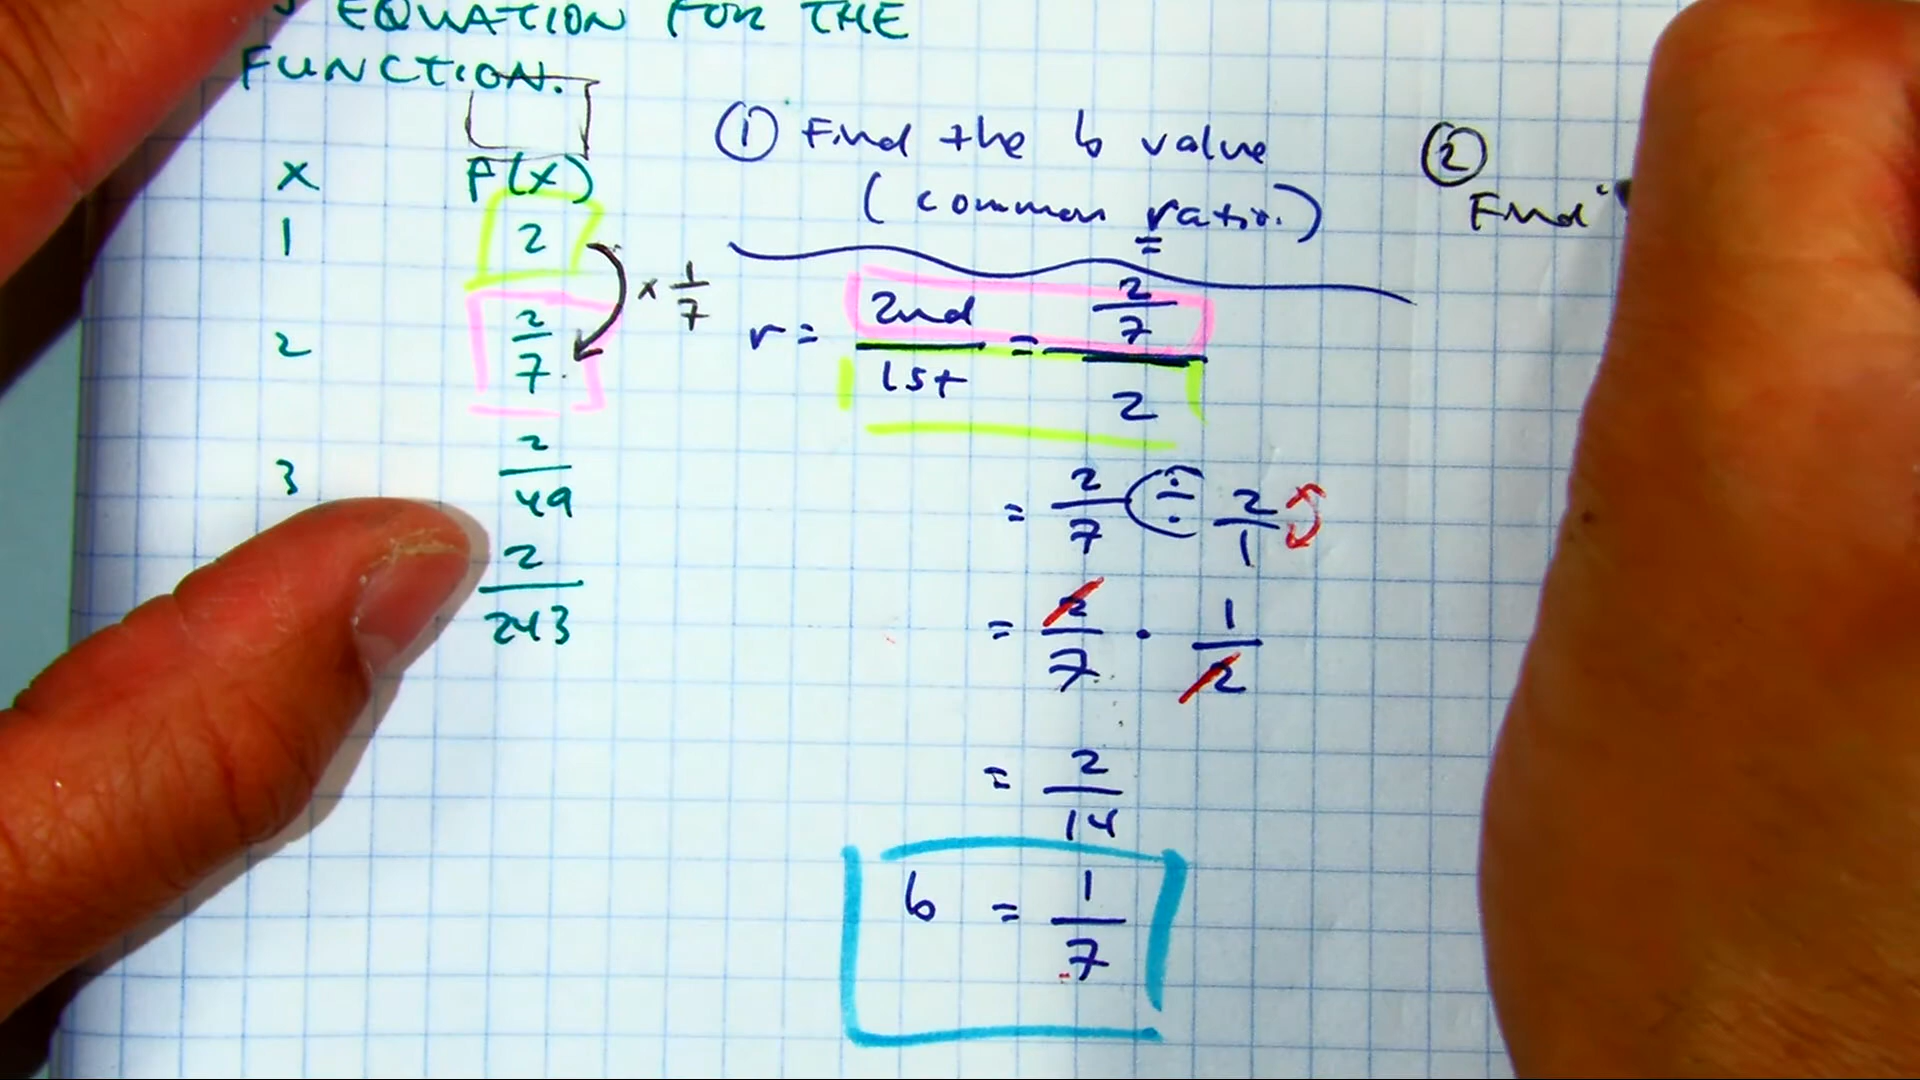 EQUATION FOR THE
FUNCTION.
x f(x)
1 2
× 1/7
2 2/7
3 2/49
2/243
① Find the b value
(common ratio)
r = 2nd/1st = 2/7 / 2
= 2/7 ÷ 2/1
= 2/7 · 1/2
= 2/14
b = 1/7
②
Find "